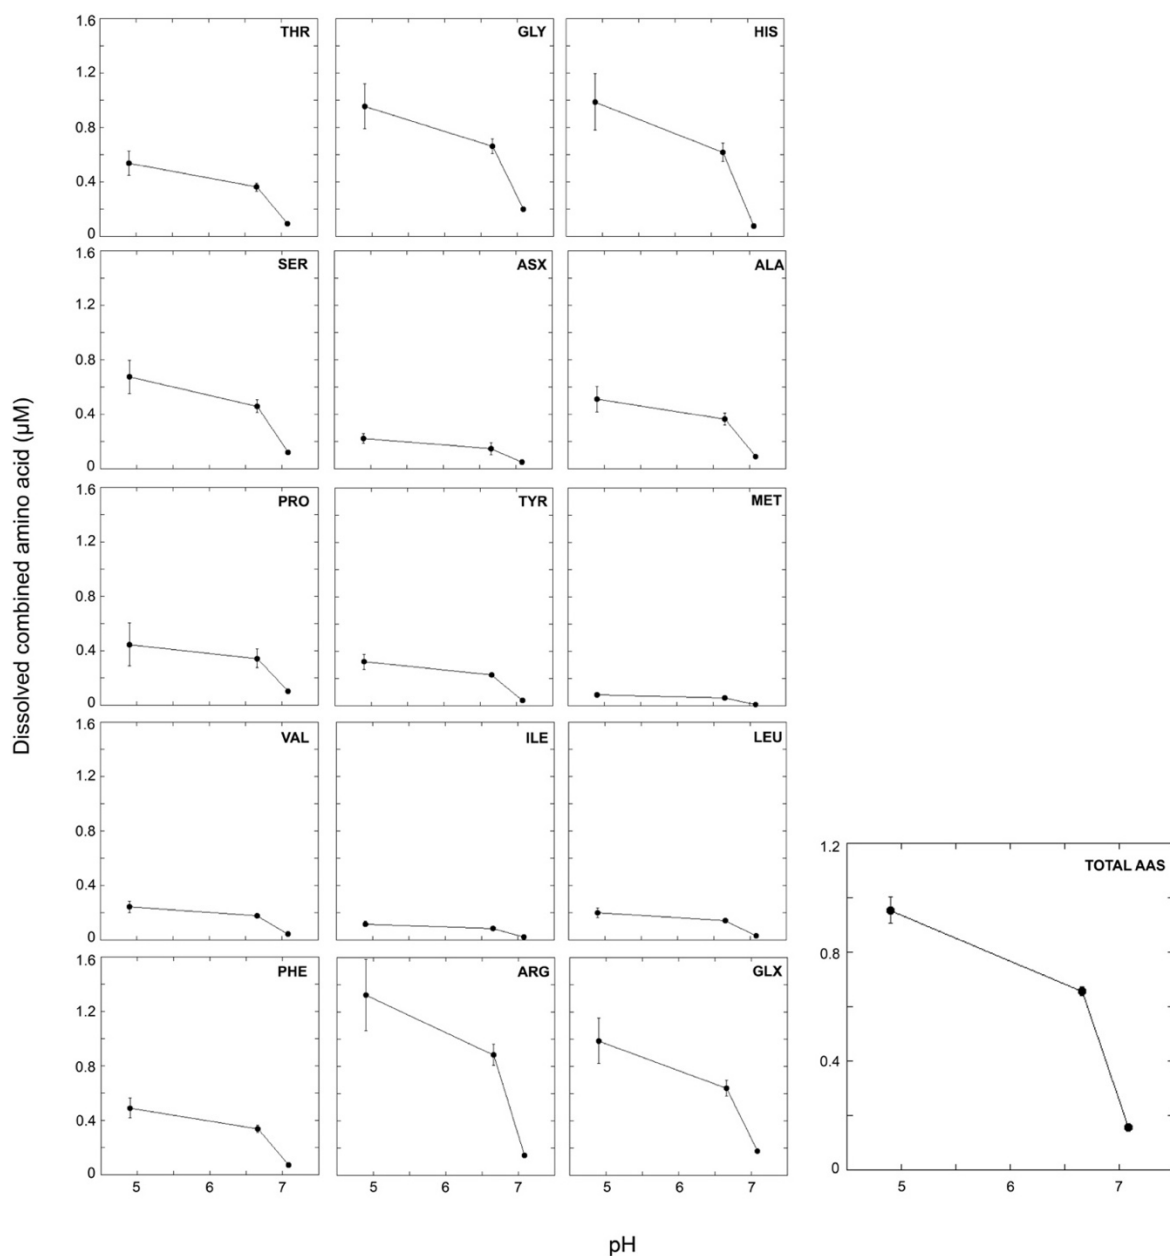 THR
GLY
HIS
1.6
1.2
0.8
0.4
0
SER
ASX
ALA
1.6
1.2
0.8
0.4
0
PRO
TYR
MET
1.6
1.2
0.8
0.4
0
VAL
ILE
LEU
1.6
1.2
0.8
0.4
0
PHE
ARG
GLX
1.6
1.2
0.8
0.4
0
5 6 7 5 6 7 5 6 7
TOTAL AAS
1.2
0.8
0.4
0
5 6 7
Dissolved combined amino acid (µM)
pH